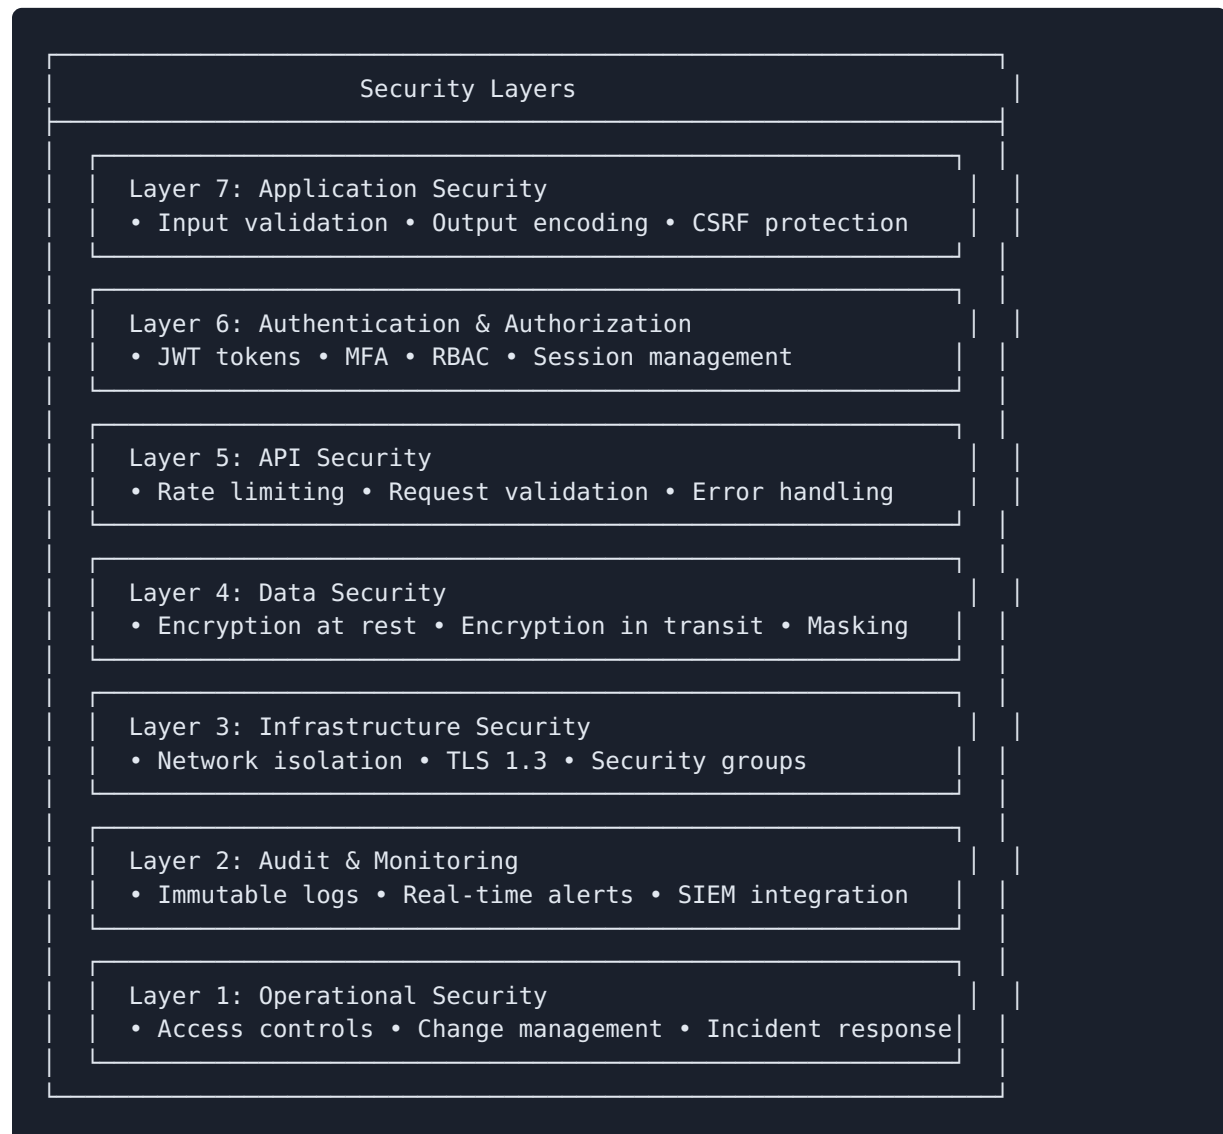 Security Layers
Layer 7: Application Security
• Input validation • Output encoding • CSRF protection
Layer 6: Authentication & Authorization
• JWT tokens • MFA • RBAC • Session management
Layer 5: API Security
• Rate limiting • Request validation • Error handling
Layer 4: Data Security
• Encryption at rest • Encryption in transit • Masking
Layer 3: Infrastructure Security
• Network isolation • TLS 1.3 • Security groups
Layer 2: Audit & Monitoring
• Immutable logs • Real-time alerts • SIEM integration
Layer 1: Operational Security
• Access controls • Change management • Incident response